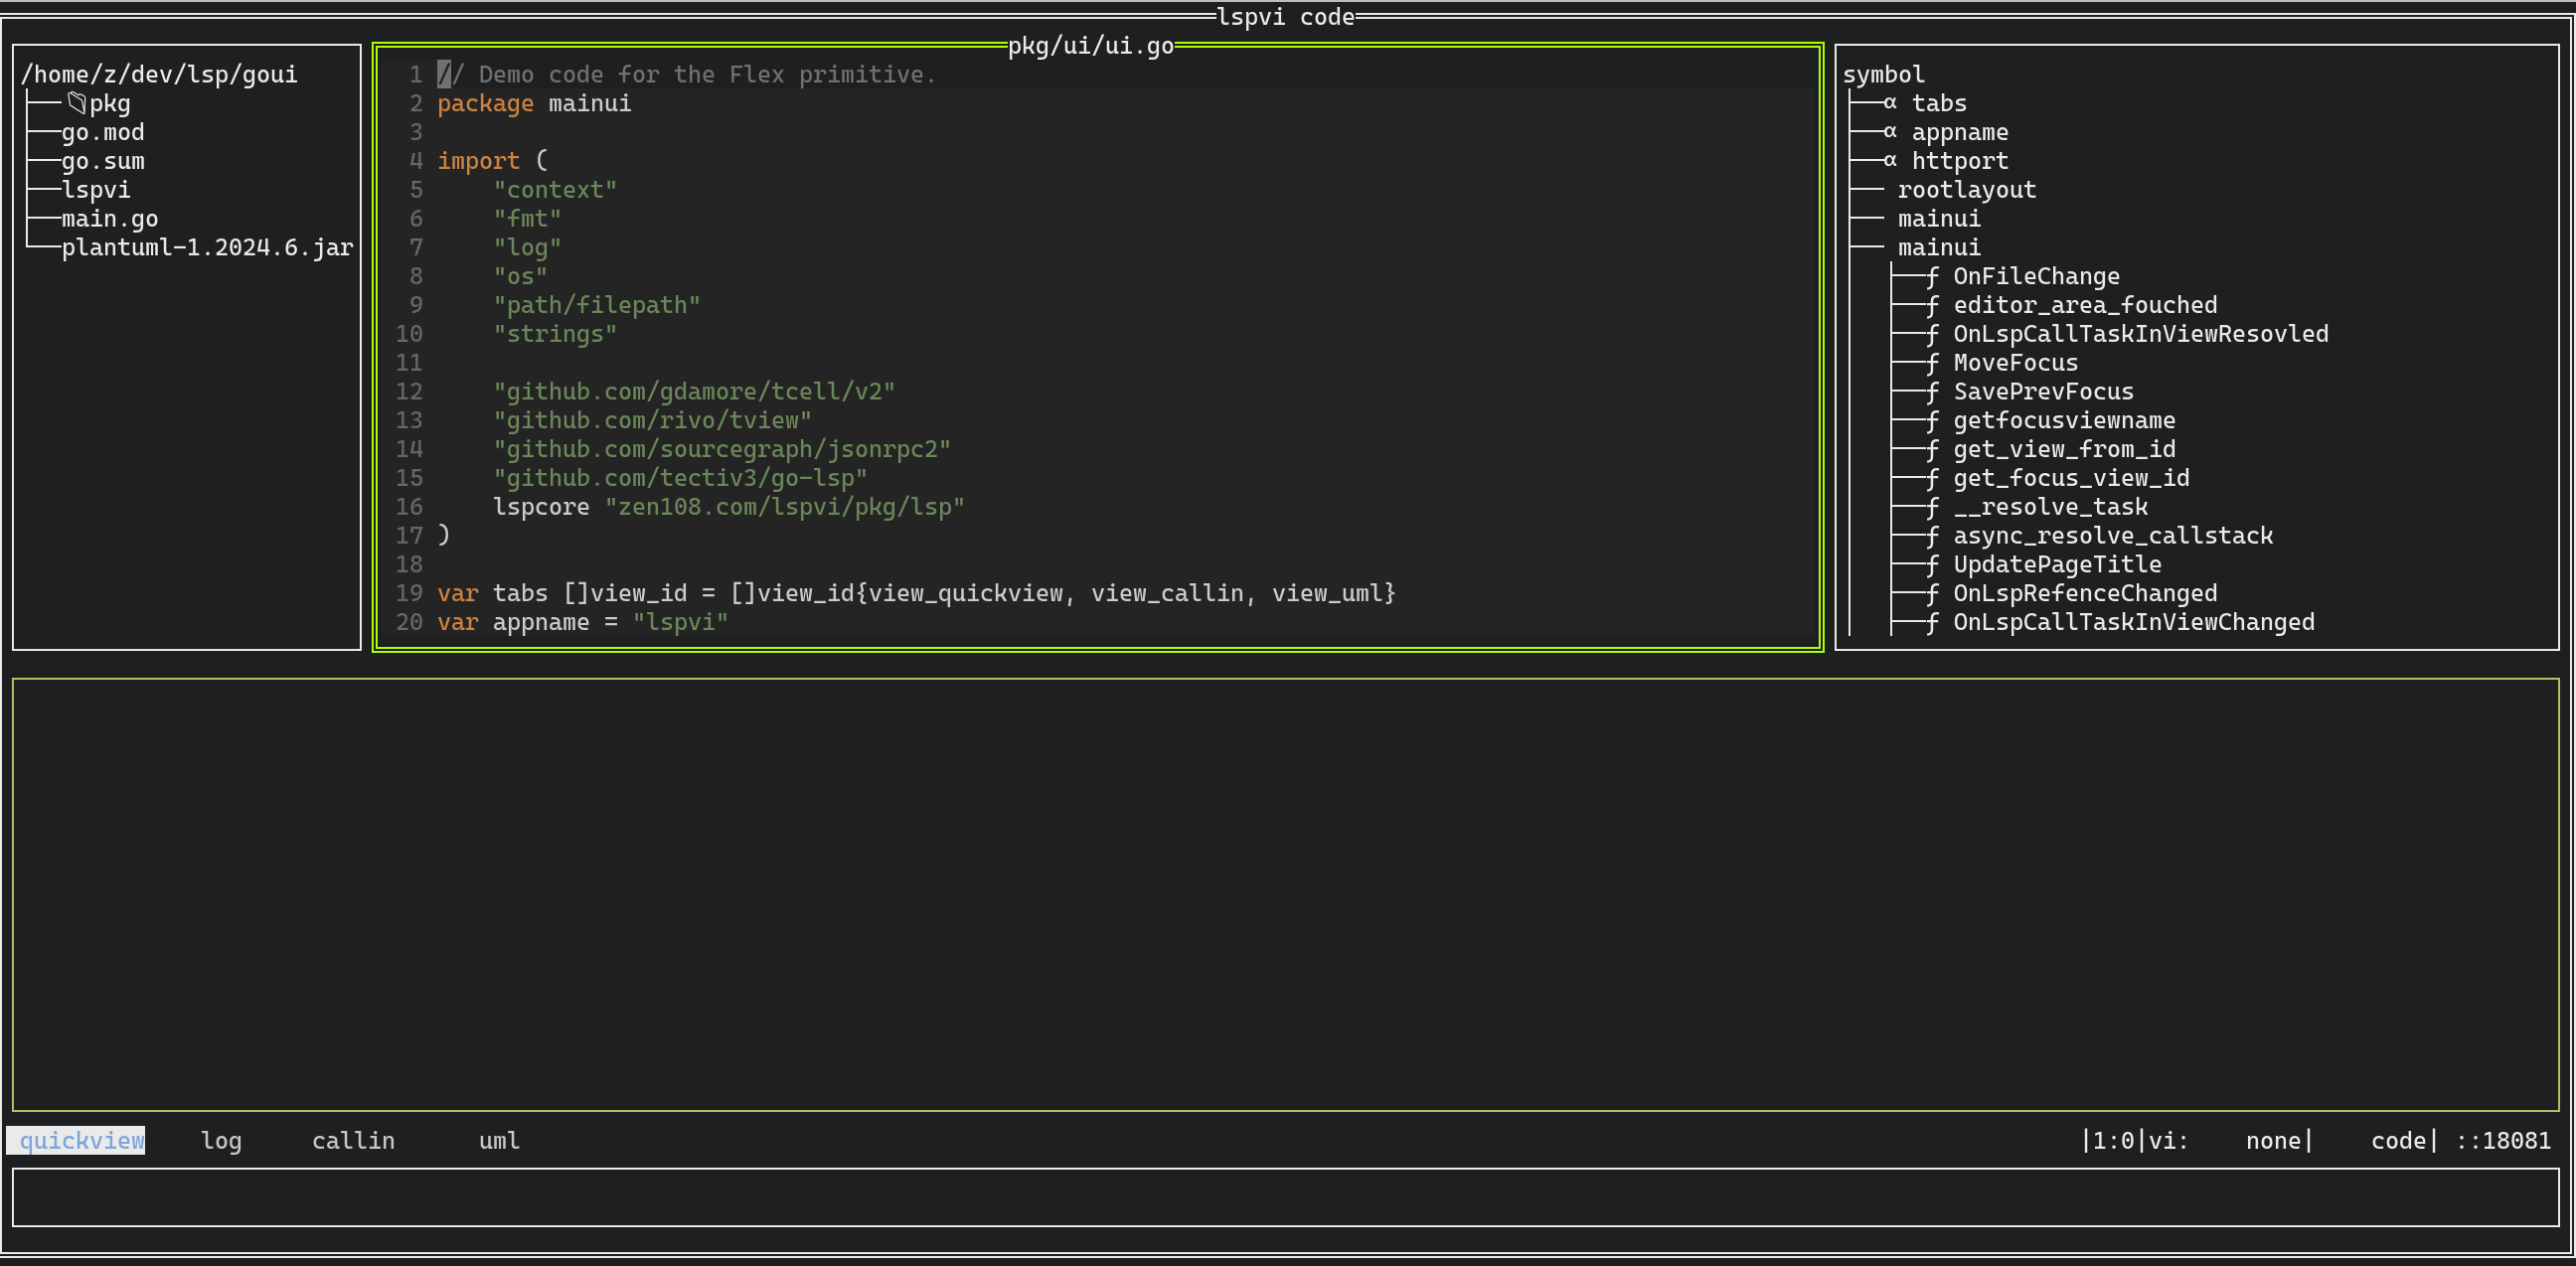 lspvi code
/home/z/dev/lsp/goui
pkg
go.mod
go.sum
lspvi
main.go
plantuml-1.2024.6.jar
pkg/ui/ui.go
1 // Demo code for the Flex primitive.
2 package mainui
3
4 import (
5 "context"
6 "fmt"
7 "log"
8 "os"
9 "path/filepath"
10 "strings"
11
12 "github.com/gdamore/tcell/v2"
13 "github.com/rivo/tview"
14 "github.com/sourcegraph/jsonrpc2"
15 "github.com/tectiv3/go-lsp"
16 lspcore "zen108.com/lspvi/pkg/lsp"
17 )
18
19 var tabs []view_id = []view_id{view_quickview, view_callin, view_uml}
20 var appname = "lspvi"
symbol
α tabs
α appname
α httport
rootlayout
mainui
mainui
ƒ OnFileChange
ƒ editor_area_fouched
ƒ OnLspCallTaskInViewResovled
ƒ MoveFocus
ƒ SavePrevFocus
ƒ getfocusviewname
ƒ get_view_from_id
ƒ get_focus_view_id
ƒ __resolve_task
ƒ async_resolve_callstack
ƒ UpdatePageTitle
ƒ OnLspRefenceChanged
ƒ OnLspCallTaskInViewChanged
quickview log callin uml |1:0|vi: none| code| ::18081